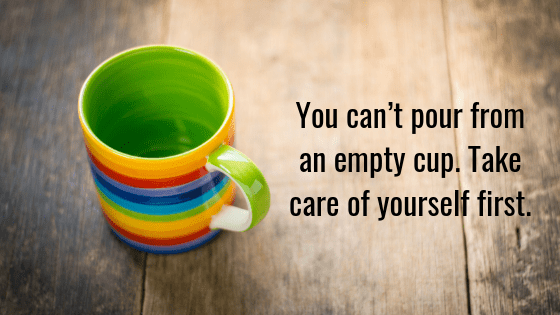 You can’t pour from
an empty cup. Take
care of yourself first.